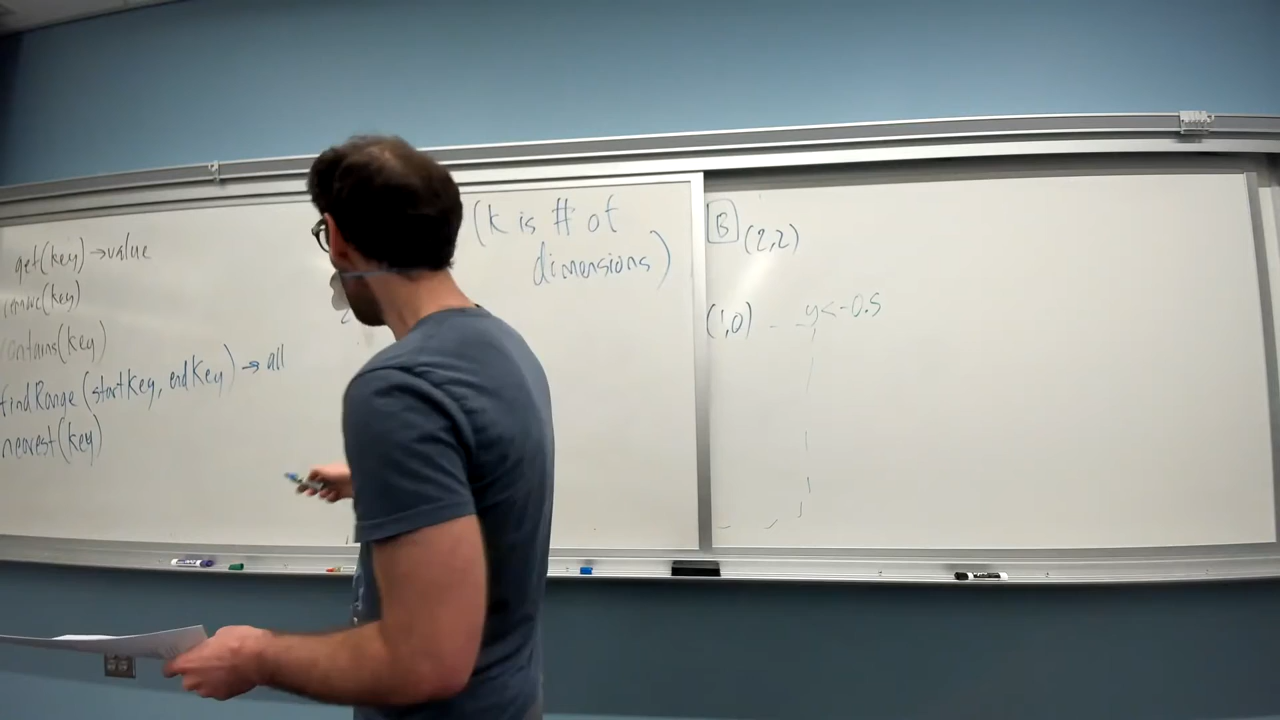 get(key) →value
(key)
contains(key)
findRange(startKey, endKey) → all
nearest(key)
(k is # of
dimensions)
B (2,2)
(1,0) y<-0.5